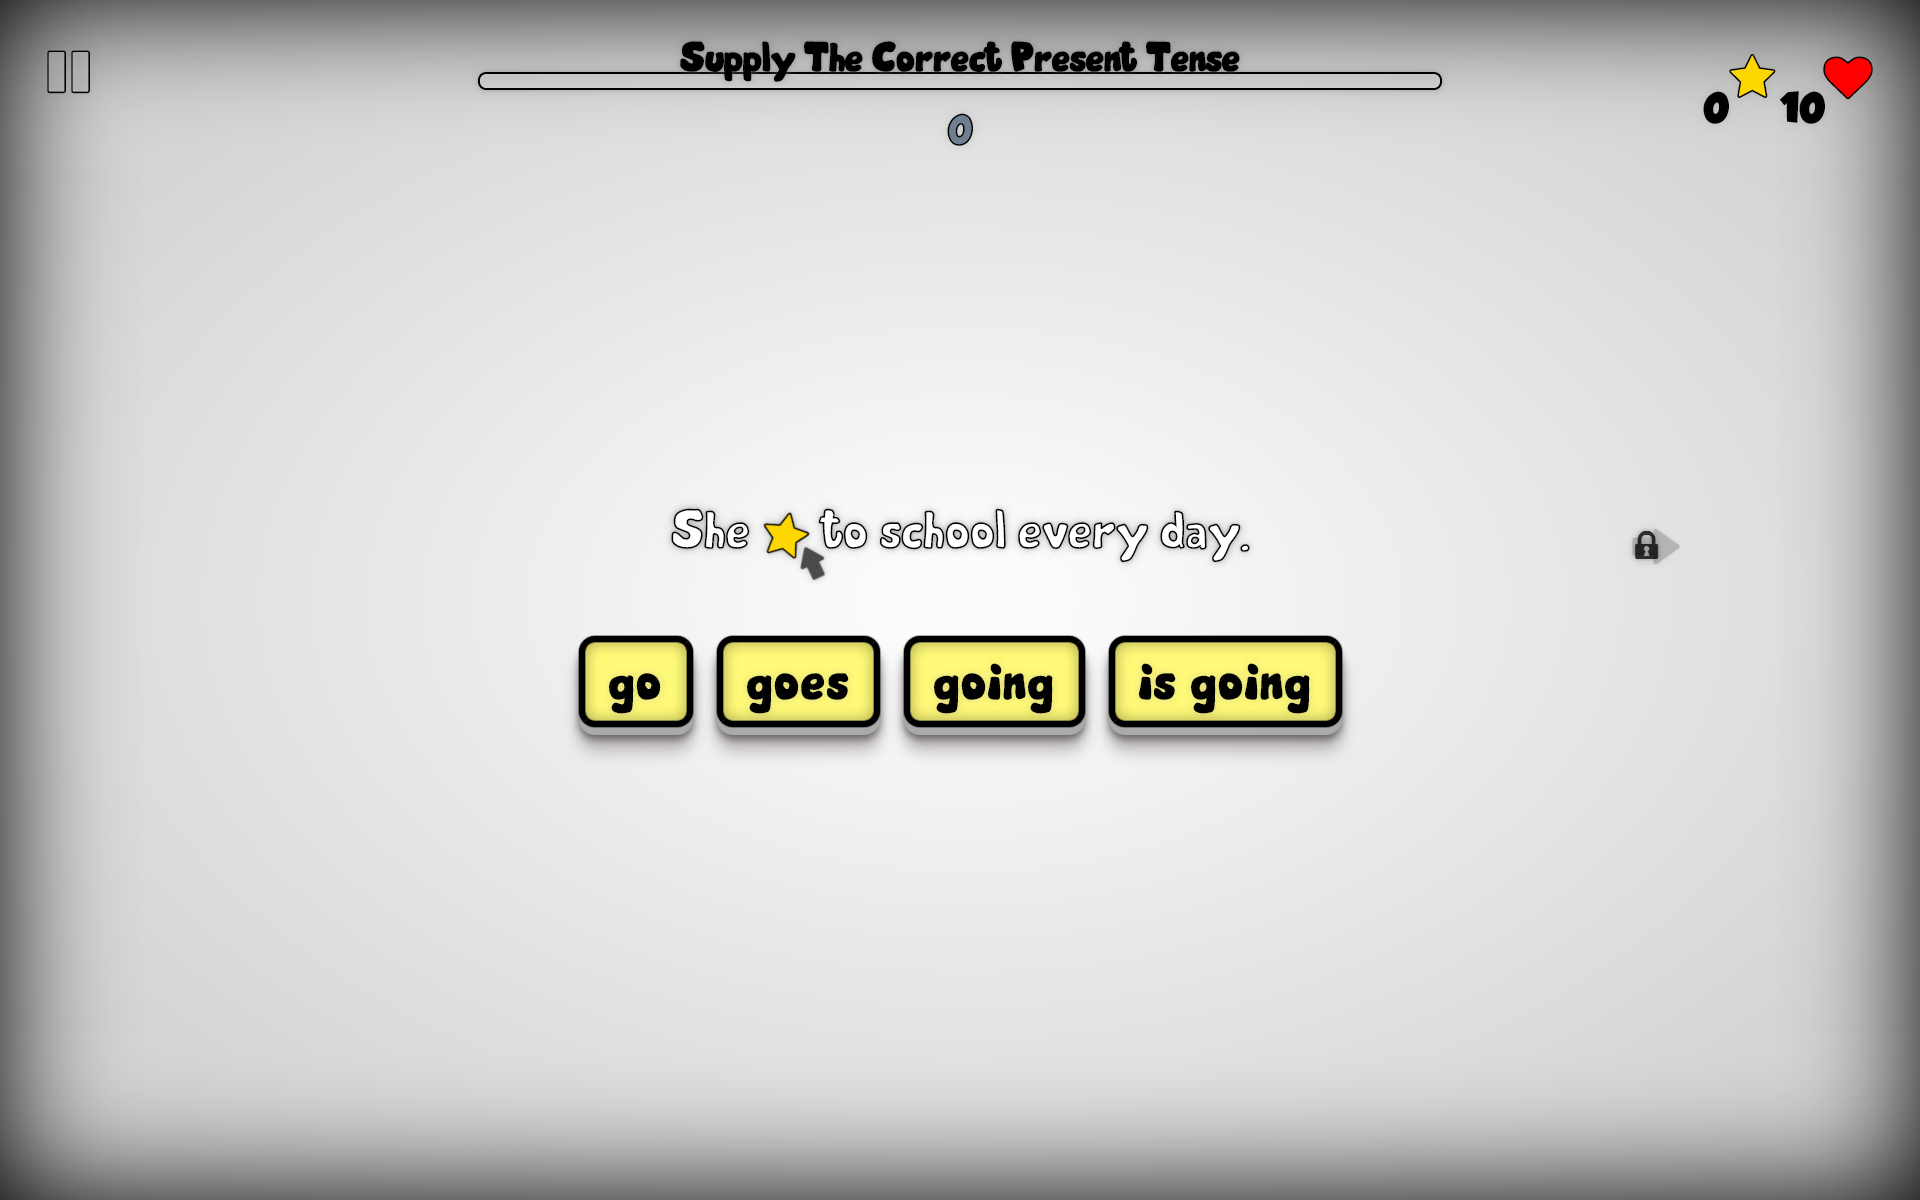 Supply The Correct Present Tense
0
10
0
She to school every day.
go
goes
going
is going